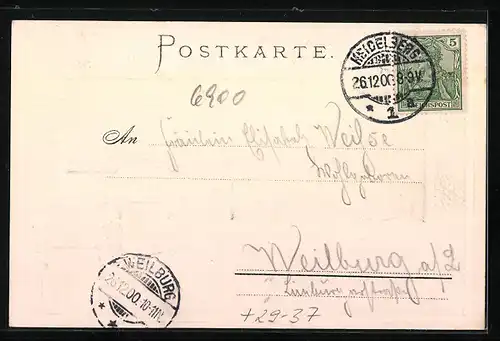 POSTKARTE.
HEIDELBERG
26.12.00.8-9V.
* 1 a
5
REICHSPOST
6900
An Fräulein Elisabeth Weilse
Wohlgeboren
Weilburg a/L
WEILBURG
26.12.00.10-11N.
* *
+29-37